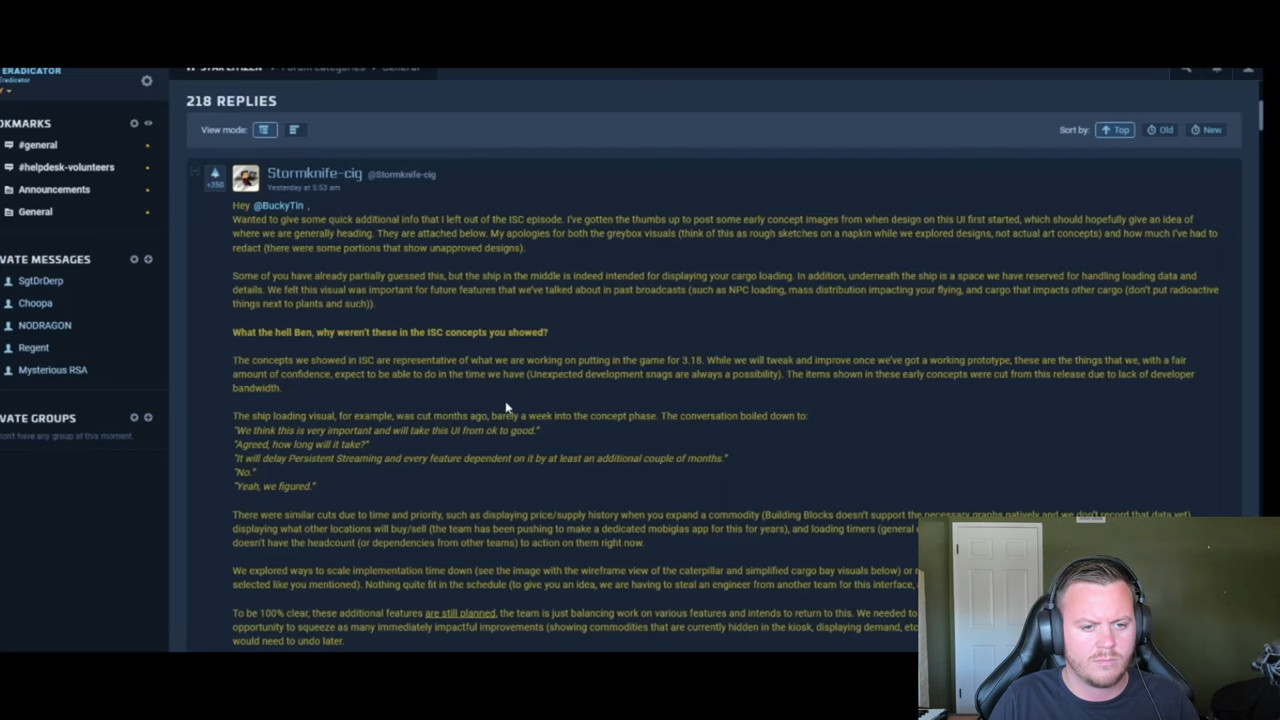 ERADICATOR
Eradicator
218 REPLIES
View mode:
Sort by: Top Old New
OKMARKS
#general
#helpdesk-volunteers
Announcements
General
VATE MESSAGES
SgtDrDerp
Choopa
NODRAGON
Regent
Mysterious RSA
VATE GROUPS
on't have any group at this moment.
+350
Stormknife-cig @Stormknife-cig
Yesterday at 5:53 am
Hey @BuckyTin ,
Wanted to give some quick additional info that I left out of the ISC episode. I've gotten the thumbs up to post some early concept images from when design on this UI first started, which should hopefully give an idea of
where we are generally heading. They are attached below. My apologies for both the greybox visuals (think of this as rough sketches on a napkin while we explored designs, not actual art concepts) and how much I've had to
redact (there were some portions that show unapproved designs).
Some of you have already partially guessed this, but the ship in the middle is indeed intended for displaying your cargo loading. In addition, underneath the ship is a space we have reserved for handling loading data and
details. We felt this visual was important for future features that we've talked about in past broadcasts (such as NPC loading, mass distribution impacting your flying, and cargo that impacts other cargo (don't put radioactive
things next to plants and such)).
What the hell Ben, why weren't these in the ISC concepts you showed?
The concepts we showed in ISC are representative of what we are working on putting in the game for 3.18. While we will tweak and improve once we've got a working prototype, these are the things that we, with a fair
amount of confidence, expect to be able to do in the time we have (Unexpected development snags are always a possibility). The items shown in these early concepts were cut from this release due to lack of developer
bandwidth.
The ship loading visual, for example, was cut months ago, barely a week into the concept phase. The conversation boiled down to:
"We think this is very important and will take this UI from ok to good."
"Agreed, how long will it take?"
"It will delay Persistent Streaming and every feature dependent on it by at least an additional couple of months."
"No."
"Yeah, we figured."
There were similar cuts due to time and priority, such as displaying price/supply history when you expand a commodity (Building Blocks doesn't support the necessary graphs natively and we don't record that data yet),
displaying what other locations will buy/sell (the team has been pushing to make a dedicated mobiglas app for this for years), and loading timers (general
doesn't have the headcount (or dependencies from other teams) to action on them right now.
We explored ways to scale implementation time down (see the image with the wireframe view of the caterpillar and simplified cargo bay visuals below) or
selected like you mentioned). Nothing quite fit in the schedule (to give you an idea, we are having to steal an engineer from another team for this interface,
To be 100% clear, these additional features are still planned, the team is just balancing work on various features and intends to return to this. We needed to
opportunity to squeeze as many immediately impactful improvements (showing commodities that are currently hidden in the kiosk, displaying demand, etc
would need to undo later.